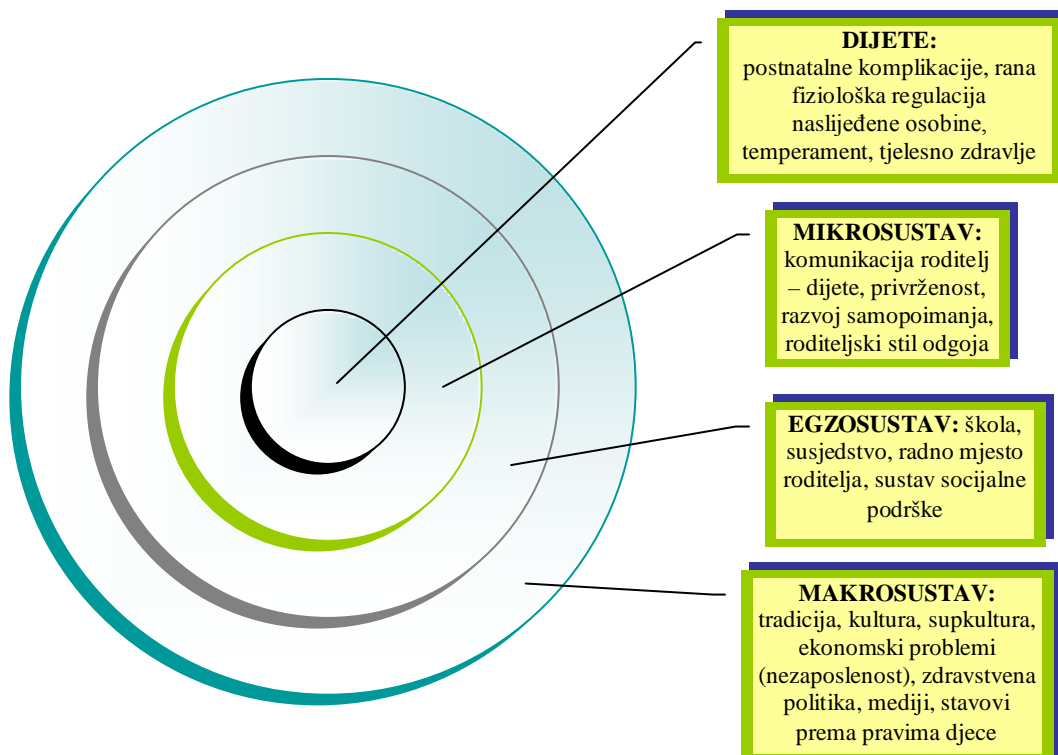 DIJETE:
postnatalne komplikacije, rana
fiziološka regulacija
naslijeđene osobine,
temperament, tjelesno zdravlje
MIKROSUSTAV:
komunikacija roditelj
– dijete, privrženost,
razvoj samopoimanja,
roditeljski stil odgoja
EGZOSUSTAV: škola,
susjedstvo, radno mjesto
roditelja, sustav socijalne
podrške
MAKROSUSTAV:
tradicija, kultura, supkultura,
ekonomski problemi
(nezaposlenost), zdravstvena
politika, mediji, stavovi
prema pravima djece